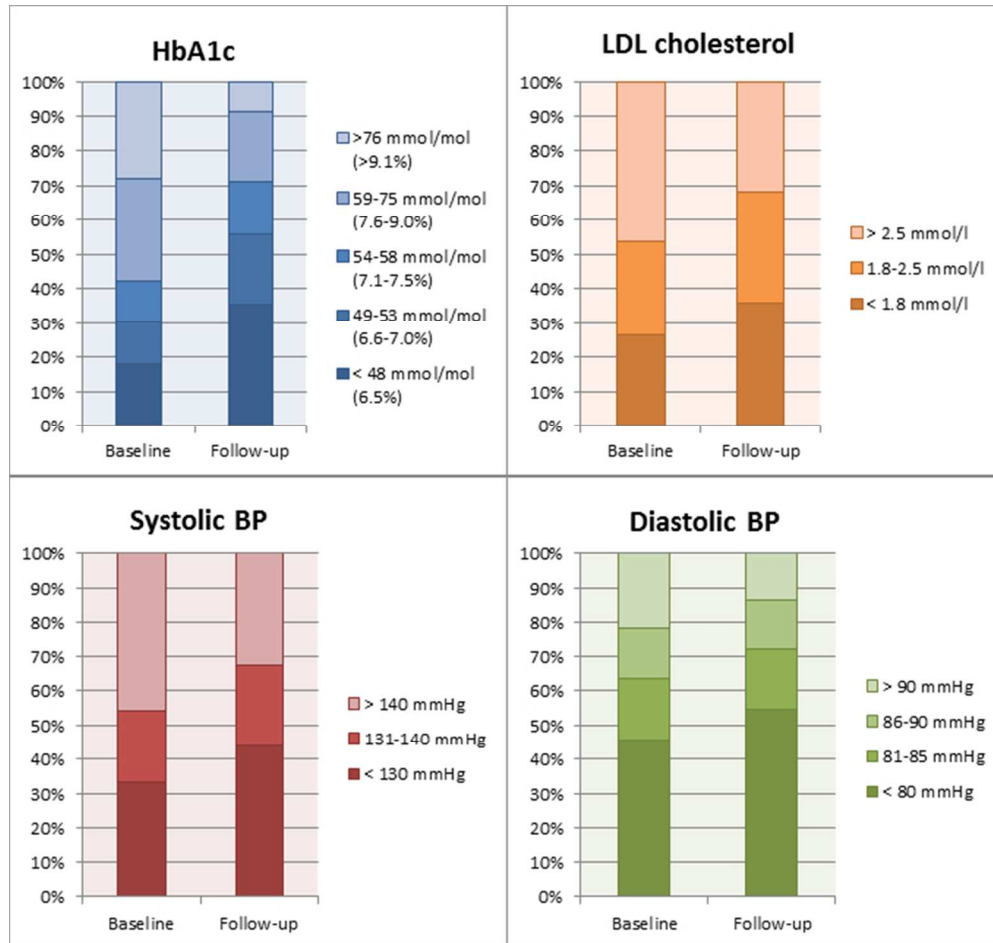 HbA1c
100%
90%
80%
70%
60%
50%
40%
30%
20%
10%
0%
Baseline
Follow-up
>76 mmol/mol
(>9.1%)
59-75 mmol/mol
(7.6-9.0%)
54-58 mmol/mol
(7.1-7.5%)
49-53 mmol/mol
(6.6-7.0%)
< 48 mmol/mol
(6.5%)
LDL cholesterol
100%
90%
80%
70%
60%
50%
40%
30%
20%
10%
0%
Baseline
Follow-up
> 2.5 mmol/l
1.8-2.5 mmol/l
< 1.8 mmol/l
Systolic BP
100%
90%
80%
70%
60%
50%
40%
30%
20%
10%
0%
Baseline
Follow-up
> 140 mmHg
131-140 mmHg
< 130 mmHg
Diastolic BP
100%
90%
80%
70%
60%
50%
40%
30%
20%
10%
0%
Baseline
Follow-up
> 90 mmHg
86-90 mmHg
81-85 mmHg
< 80 mmHg